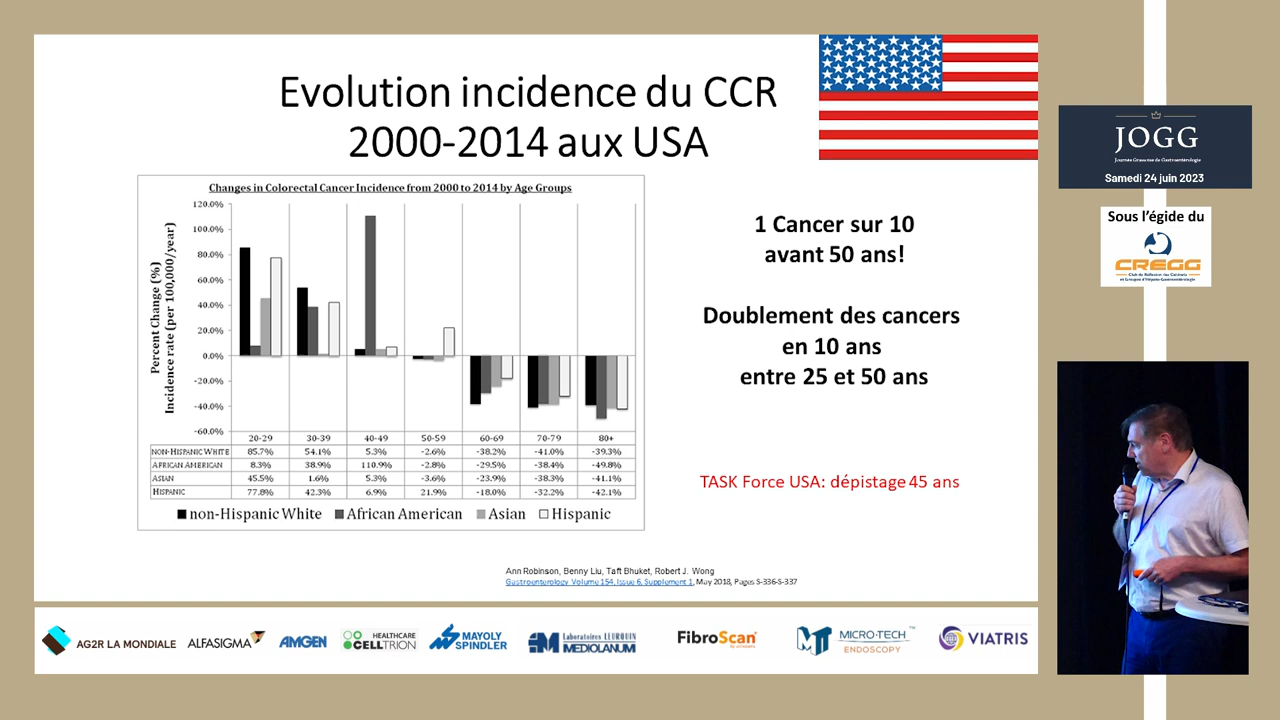 Evolution incidence du CCR
2000-2014 aux USA
Changes in Colorectal Cancer Incidence from 2000 to 2014 by Age Groups
Percent Change (%)
Incidence rate (per 100,000/year)
120.0%
100.0%
80.0%
60.0%
40.0%
20.0%
0.0%
-20.0%
-40.0%
-60.0%
20-29 30-39 40-49 50-59 60-69 70-79 80+
NON-HISPANIC WHITE 85.7% 54.1% 5.3% -2.6% -38.2% -41.0% -39.3%
AFRICAN AMERICAN 8.3% 38.9% 110.9% -2.8% -29.5% -38.4% -49.8%
ASIAN 45.5% 1.6% 5.3% -3.6% -23.9% -38.3% -41.1%
HISPANIC 77.8% 42.3% 6.9% 21.9% -18.0% -32.2% -42.1%
non-Hispanic White African American Asian Hispanic
1 Cancer sur 10
avant 50 ans!
Doublement des cancers
en 10 ans
entre 25 et 50 ans
TASK Force USA: dépistage 45 ans
Ann Robinson, Benny Liu, Taft Bhuket, Robert J. Wong
Gastroenterology Volume 154, Issue 6, Supplement 1, May 2018, Pages S-336-S-337
JOGG
Samedi 24 juin 2023
Sous l'égide du
CREGG
Club de Réflexion des Cabinets
et Groupes d'Hépato-Gastroentérologie
AG2R LA MONDIALE
ALFASIGMA
AMGEN
HEALTHCARE
CELLTRION
MAYOLY
SPINDLER
Laboratoires LEURQUIN
MEDIOLANUM
FibroScan
MT
MICRO-TECH™
ENDOSCOPY
VIATRIS